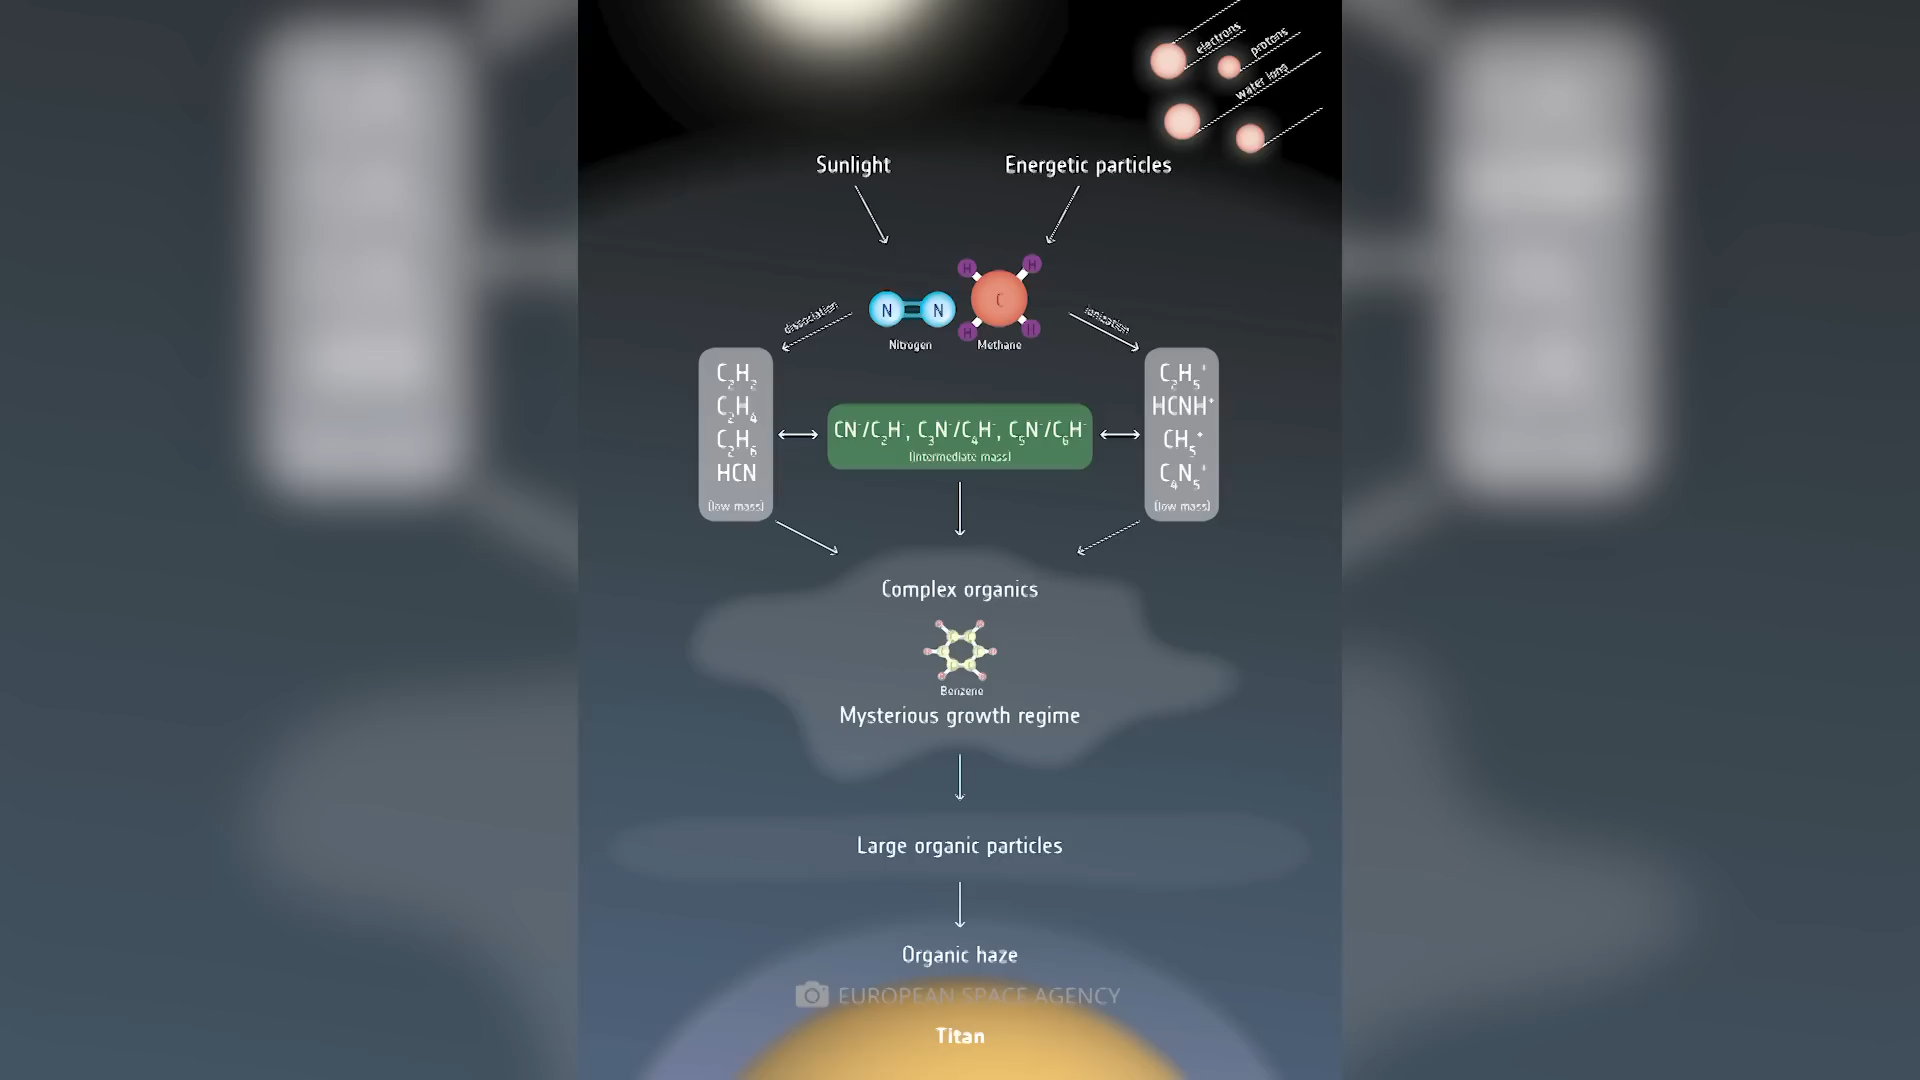 electrons
protons
water ions
Sunlight
Energetic particles
H H
C
N N
H H
Nitrogen
Methane
dissociation
ionization
C₂H₂
C₂H₄
C₂H₆
HCN
(low mass)
CN⁻/C₂H⁻, C₃N⁻/C₄H⁻, C₅N⁻/C₆H⁻
(intermediate mass)
C₂H₅⁺
HCNH⁺
CH₅⁺
C₄N₅⁺
(low mass)
Complex organics
Benzene
Mysterious growth regime
Large organic particles
Organic haze
EUROPEAN SPACE AGENCY
Titan